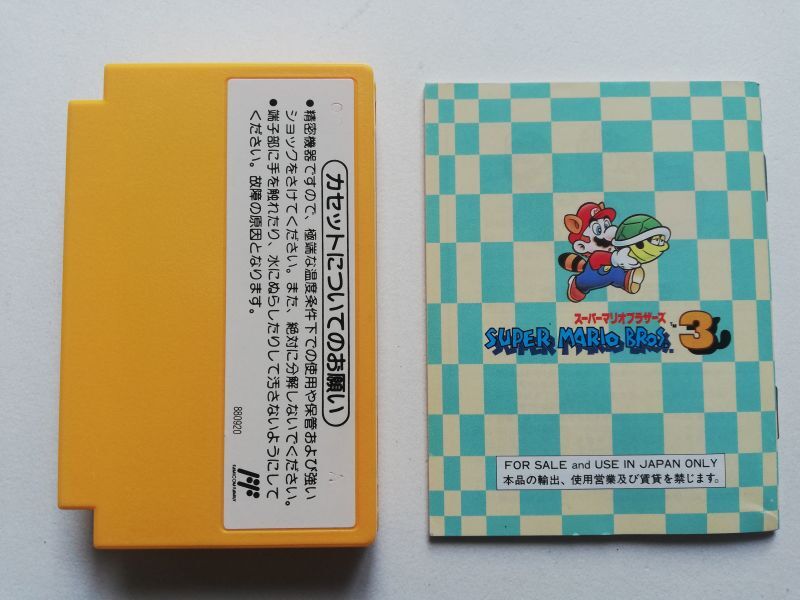 カセットについてのお願い
●精密機器ですので、極端な温度条件下での使用や保管および強い
ショックをさけてください。また、絶対に分解しないでください。
●端子部に手を触れたり、水にぬらしたりして汚さないようにして
ください。故障の原因となります。
880920
FAMICOM FAMILY
スーパーマリオブラザーズ
SUPER MARIO BROS. 3
TM
FOR SALE and USE IN JAPAN ONLY
本品の輸出、使用営業及び賃貸を禁じます。